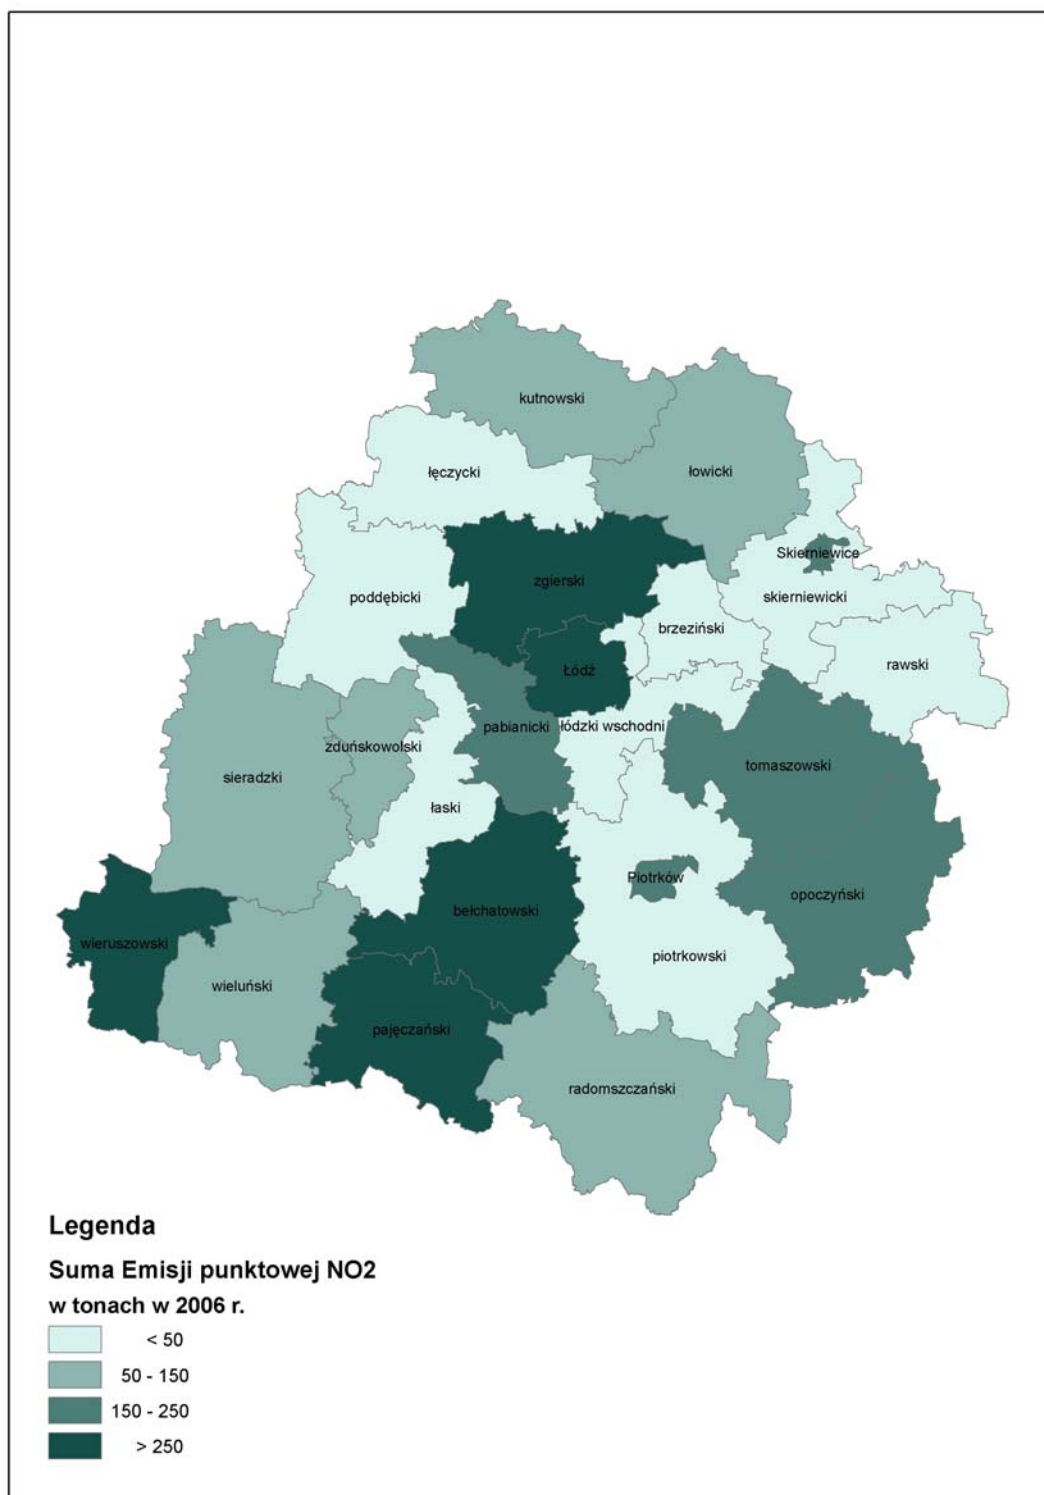 kutnowski
łęczycki
łowicki
Skierniewice
zgierski
poddębicki
skierniewicki
brzeziński
rawski
Łódź
pabianicki
łódzki wschodni
zduńskowolski
tomaszowski
sieradzki
łaski
Piotrków
opoczyński
bełchatowski
wieruszowski
piotrkowski
wieluński
pajęczański
radomszczański
Legenda
Suma Emisji punktowej NO2
w tonach w 2006 r.
< 50
50 - 150
150 - 250
> 250